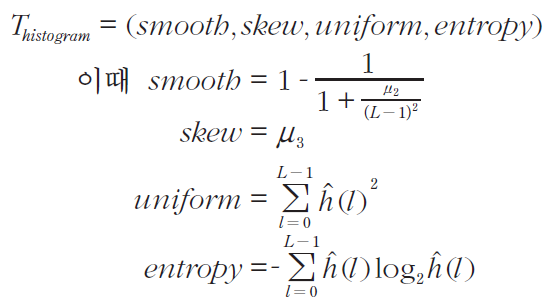 T_histogram = (smooth, skew, uniform, entropy)
이때 smooth = 1 - 1 / (1 + μ₂ / (L-1)²)
skew = μ₃
uniform = Σ_{l=0}^{L-1} ĥ(l)²
entropy = - Σ_{l=0}^{L-1} ĥ(l) log₂ ĥ(l)